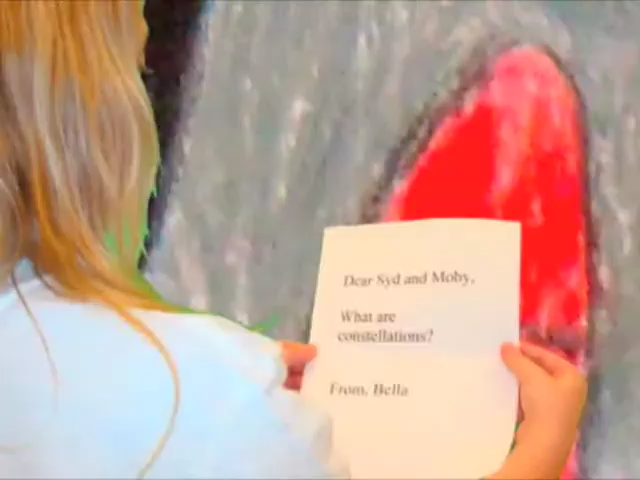 Dear Syd and Moby,
What are
constellations?
From, Bella